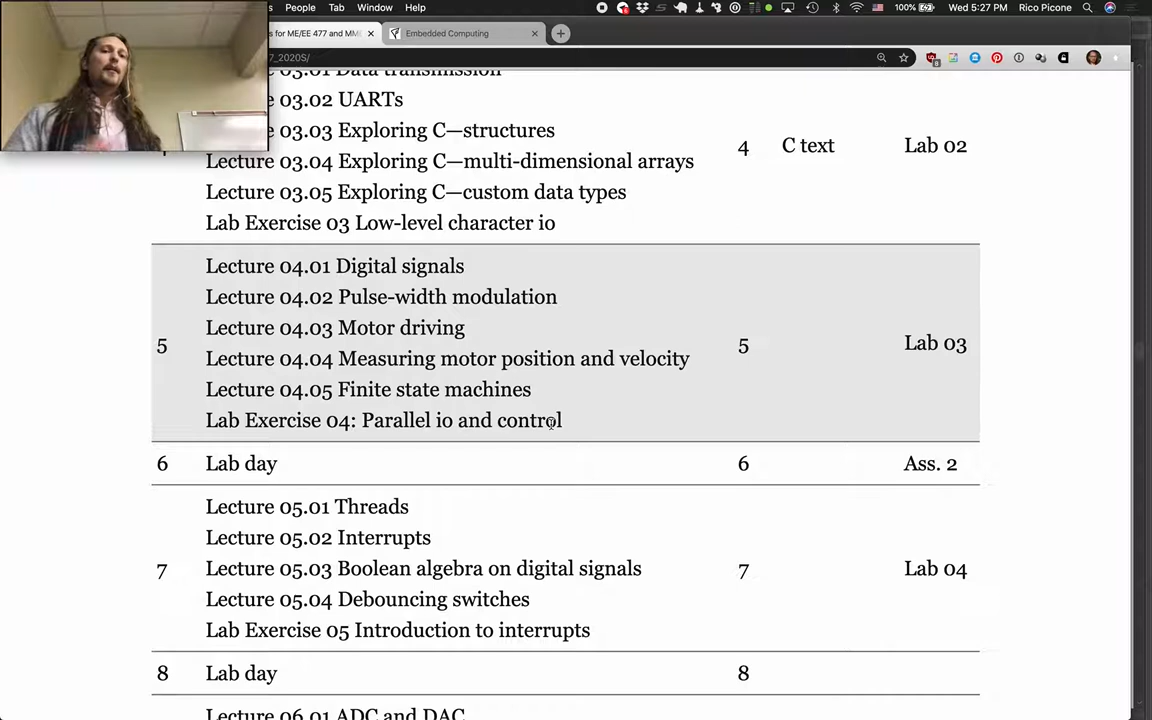 People Tab Window Help
100% Wed 5:27 PM Rico Picone
s for ME/EE 477 and MM × Embedded Computing ×
7_2020S/
e 03.01 Data transmission
e 03.02 UARTs
e 03.03 Exploring C—structures
4 C text Lab 02
Lecture 03.04 Exploring C—multi-dimensional arrays
Lecture 03.05 Exploring C—custom data types
Lab Exercise 03 Low-level character io
Lecture 04.01 Digital signals
Lecture 04.02 Pulse-width modulation
Lecture 04.03 Motor driving
5 5 Lab 03
Lecture 04.04 Measuring motor position and velocity
Lecture 04.05 Finite state machines
Lab Exercise 04: Parallel io and control
6 Lab day 6 Ass. 2
Lecture 05.01 Threads
Lecture 05.02 Interrupts
7 Lecture 05.03 Boolean algebra on digital signals 7 Lab 04
Lecture 05.04 Debouncing switches
Lab Exercise 05 Introduction to interrupts
8 Lab day 8
Lecture 06.01 ADC and DAC